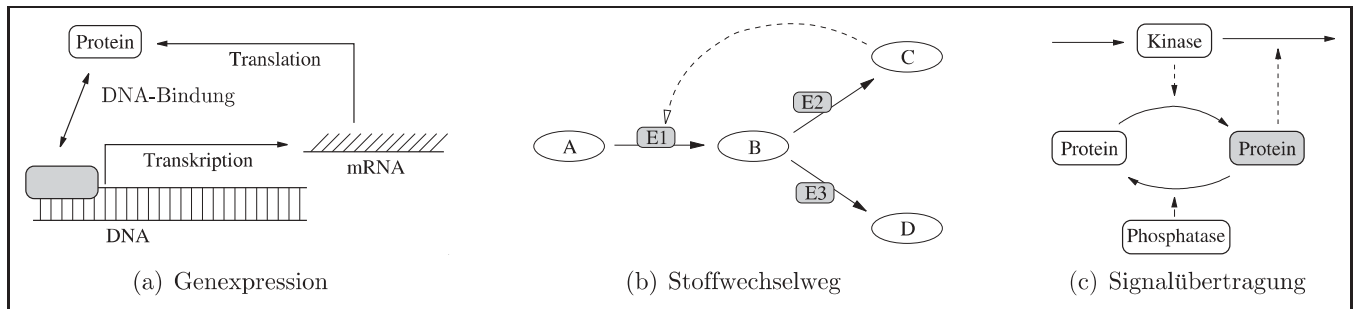 Protein
Translation
DNA-Bindung
Transkription
mRNA
DNA
(a) Genexpression
A
E1
B
E2
C
E3
D
(b) Stoffwechselweg
Kinase
Protein
Protein
Phosphatase
(c) Signalübertragung